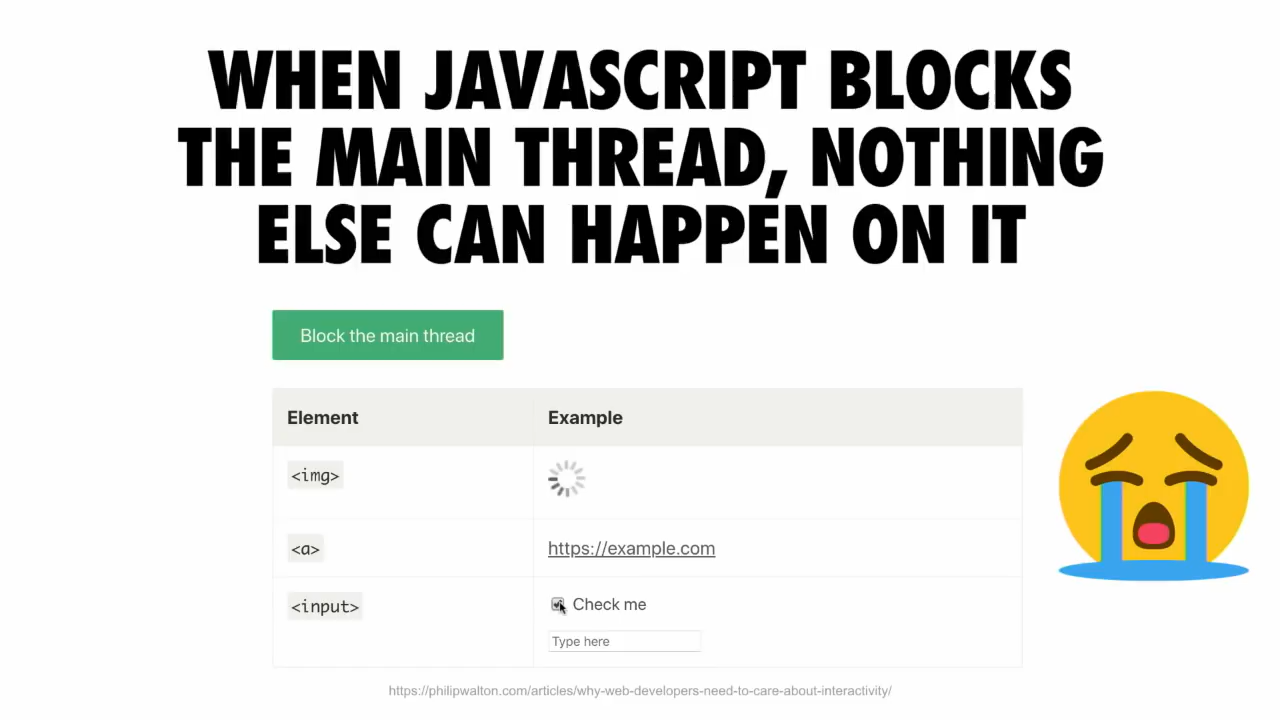 WHEN JAVASCRIPT BLOCKS
THE MAIN THREAD, NOTHING
ELSE CAN HAPPEN ON IT
Block the main thread
Element Example
<img>
<a> https://example.com
<input> Check me
Type here
https://philipwalton.com/articles/why-web-developers-need-to-care-about-interactivity/